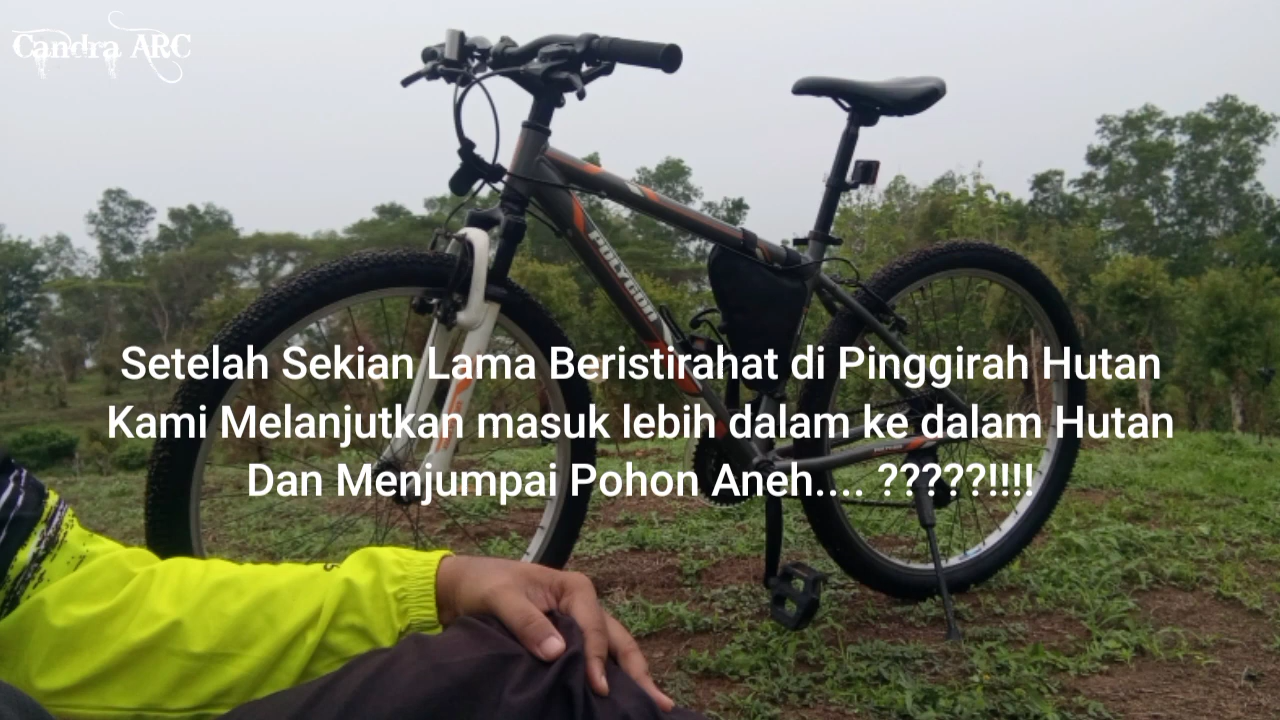 Candra ARC
POLYGON
Setelah Sekian Lama Beristirahat di Pinggirah Hutan
Kami Melanjutkan masuk lebih dalam ke dalam Hutan
Dan Menjumpai Pohon Aneh.... ?????!!!!